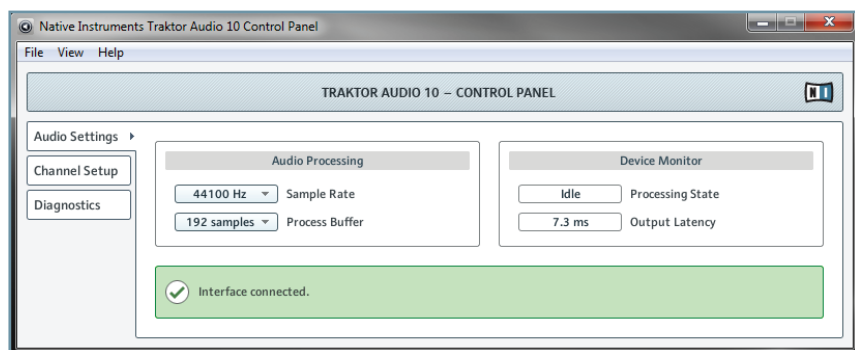 Native Instruments Traktor Audio 10 Control Panel
File View Help
TRAKTOR AUDIO 10 – CONTROL PANEL
NI
Audio Settings
Channel Setup
Diagnostics
Audio Processing
44100 Hz Sample Rate
192 samples Process Buffer
Device Monitor
Idle Processing State
7.3 ms Output Latency
Interface connected.